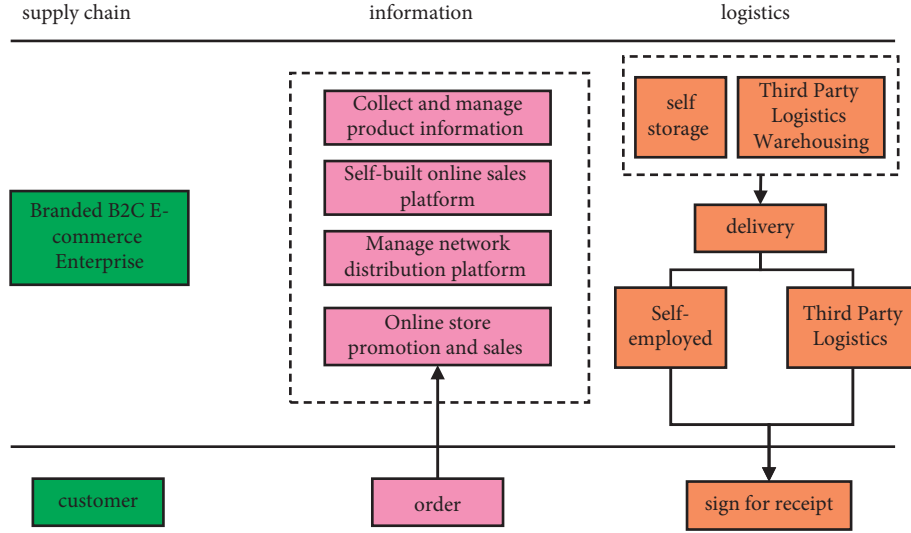 supply chain
information
logistics
Collect and manage
product information
Self-built online sales
platform
Manage network
distribution platform
Online store
promotion and sales
self
storage
Third Party
Logistics
Warehousing
Branded B2C E-
commerce
Enterprise
delivery
Self-
employed
Third Party
Logistics
customer
order
sign for receipt